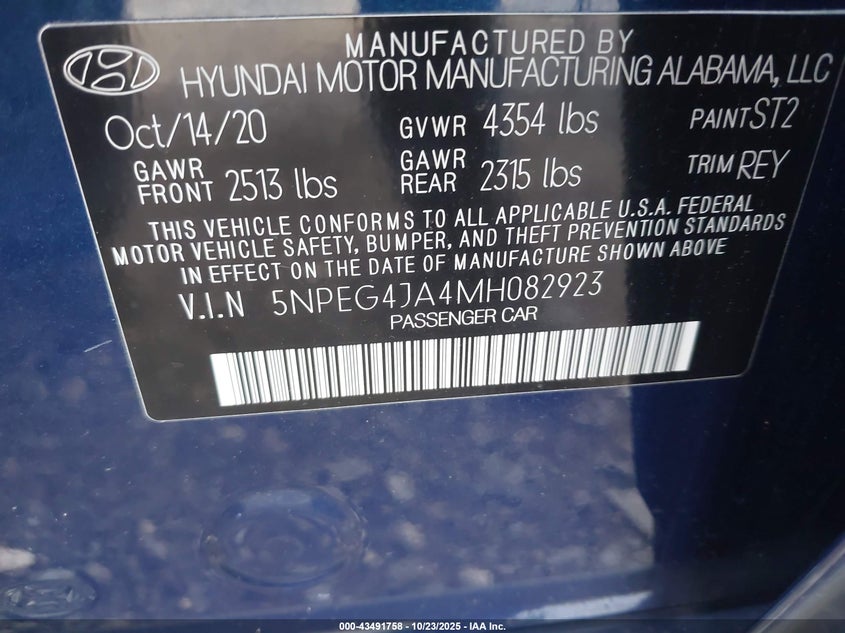 MANUFACTURED BY
HYUNDAI MOTOR MANUFACTURING ALABAMA, LLC
Oct/14/20 GVWR 4354 lbs PAINT ST2
GAWR FRONT 2513 lbs GAWR REAR 2315 lbs TRIM REY
THIS VEHICLE CONFORMS TO ALL APPLICABLE U.S.A. FEDERAL
MOTOR VEHICLE SAFETY, BUMPER, AND THEFT PREVENTION STANDARDS
IN EFFECT ON THE DATE OF MANUFACTURE SHOWN ABOVE
V.I.N 5NPEG4JA4MH082923
PASSENGER CAR
000-43491758 - 10/23/2025 - IAA Inc.